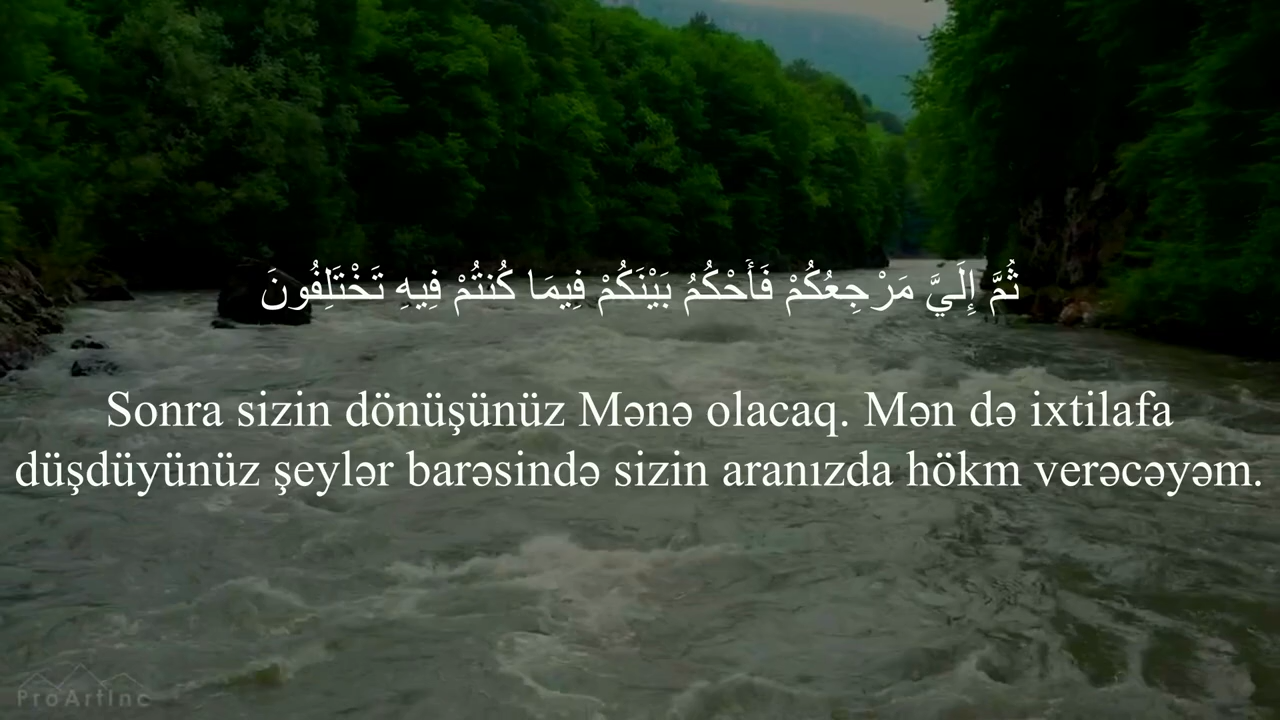 ثُمَّ إِلَيَّ مَرْجِعُكُمْ فَأَحْكُمُ بَيْنَكُمْ فِيمَا كُنتُمْ فِيهِ تَخْتَلِفُونَ
Sonra sizin dönüşünüz Mənə olacaq. Mən də ixtilafa
düşdüyünüz şeylər barəsində sizin aranızda hökm verəcəyəm.
ProArtInc